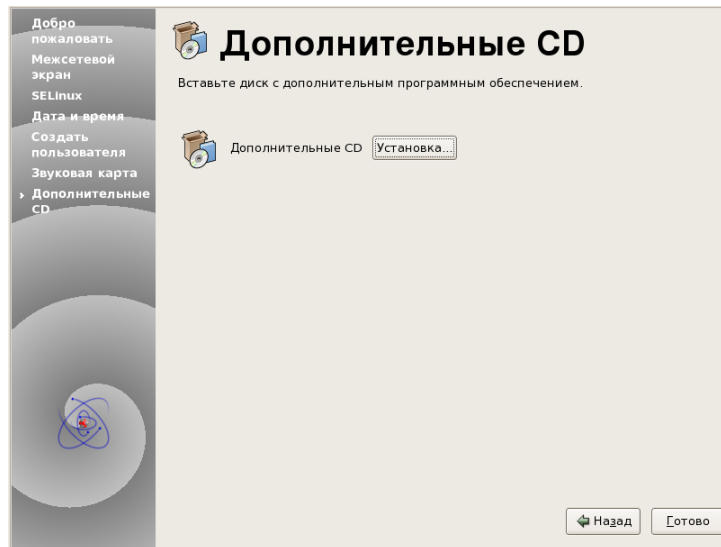 Добро
пожаловать
Межсетевой
экран
SELinux
Дата и время
Создать
пользователя
Звуковая карта
Дополнительные
CD
Дополнительные CD
Вставьте диск с дополнительным программным обеспечением.
Дополнительные CD
Установка...
Назад
Готово